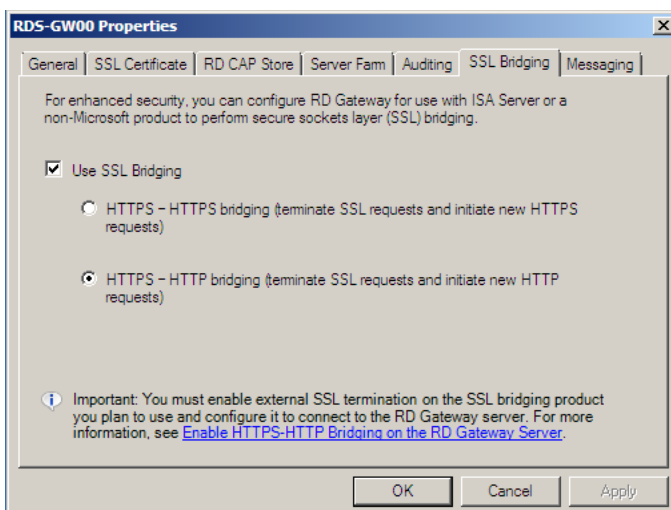 RDS-GW00 Properties
General SSL Certificate RD CAP Store Server Farm Auditing SSL Bridging Messaging
For enhanced security, you can configure RD Gateway for use with ISA Server or a
non-Microsoft product to perform secure sockets layer (SSL) bridging.
Use SSL Bridging
HTTPS – HTTPS bridging (terminate SSL requests and initiate new HTTPS
requests)
HTTPS – HTTP bridging (terminate SSL requests and initiate new HTTP
requests)
Important: You must enable external SSL termination on the SSL bridging product
you plan to use and configure it to connect to the RD Gateway server. For more
information, see Enable HTTPS-HTTP Bridging on the RD Gateway Server.
OK Cancel Apply